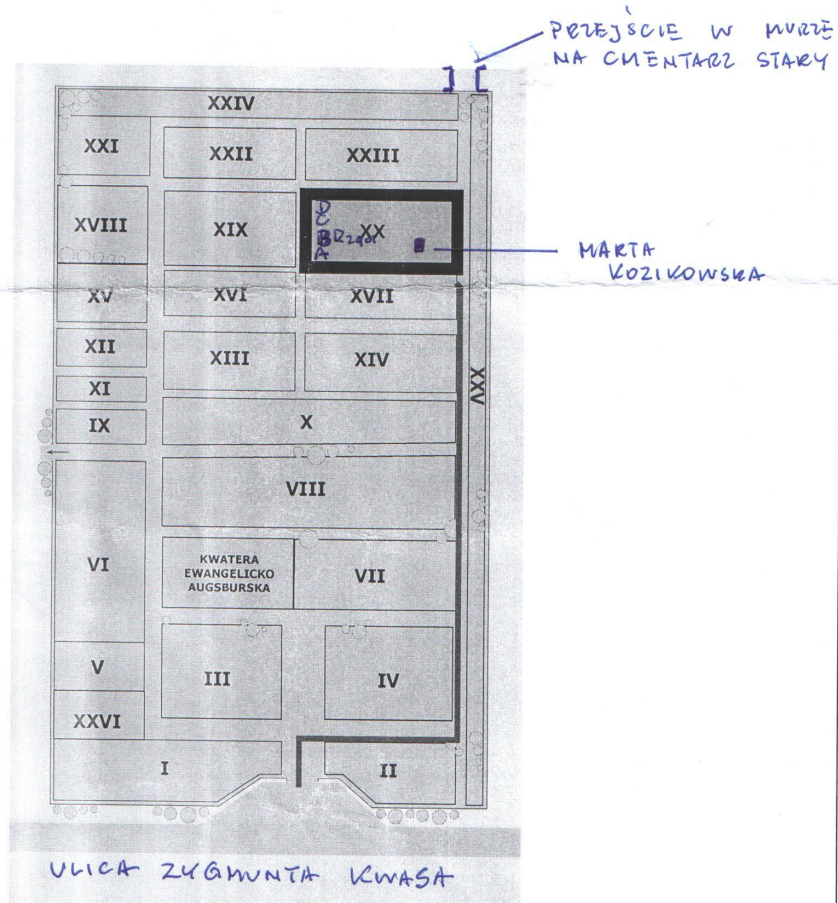 PRZEJŚCIE W MURZE
NA CMENTARZ STARY
XXIV
XXI
XXII
XXIII
XVIII
XIX
D
C
B RZĄD
A
XX
MARTA
KOZIKOWSKA
XV
XVI
XVII
XII
XIII
XIV
XI
XXV
IX
X
VIII
VI
KWATERA
EWANGELICKO
AUGSBURSKA
VII
V
III
IV
XXVI
I
II
ULICA ZYGMUNTA KWASA